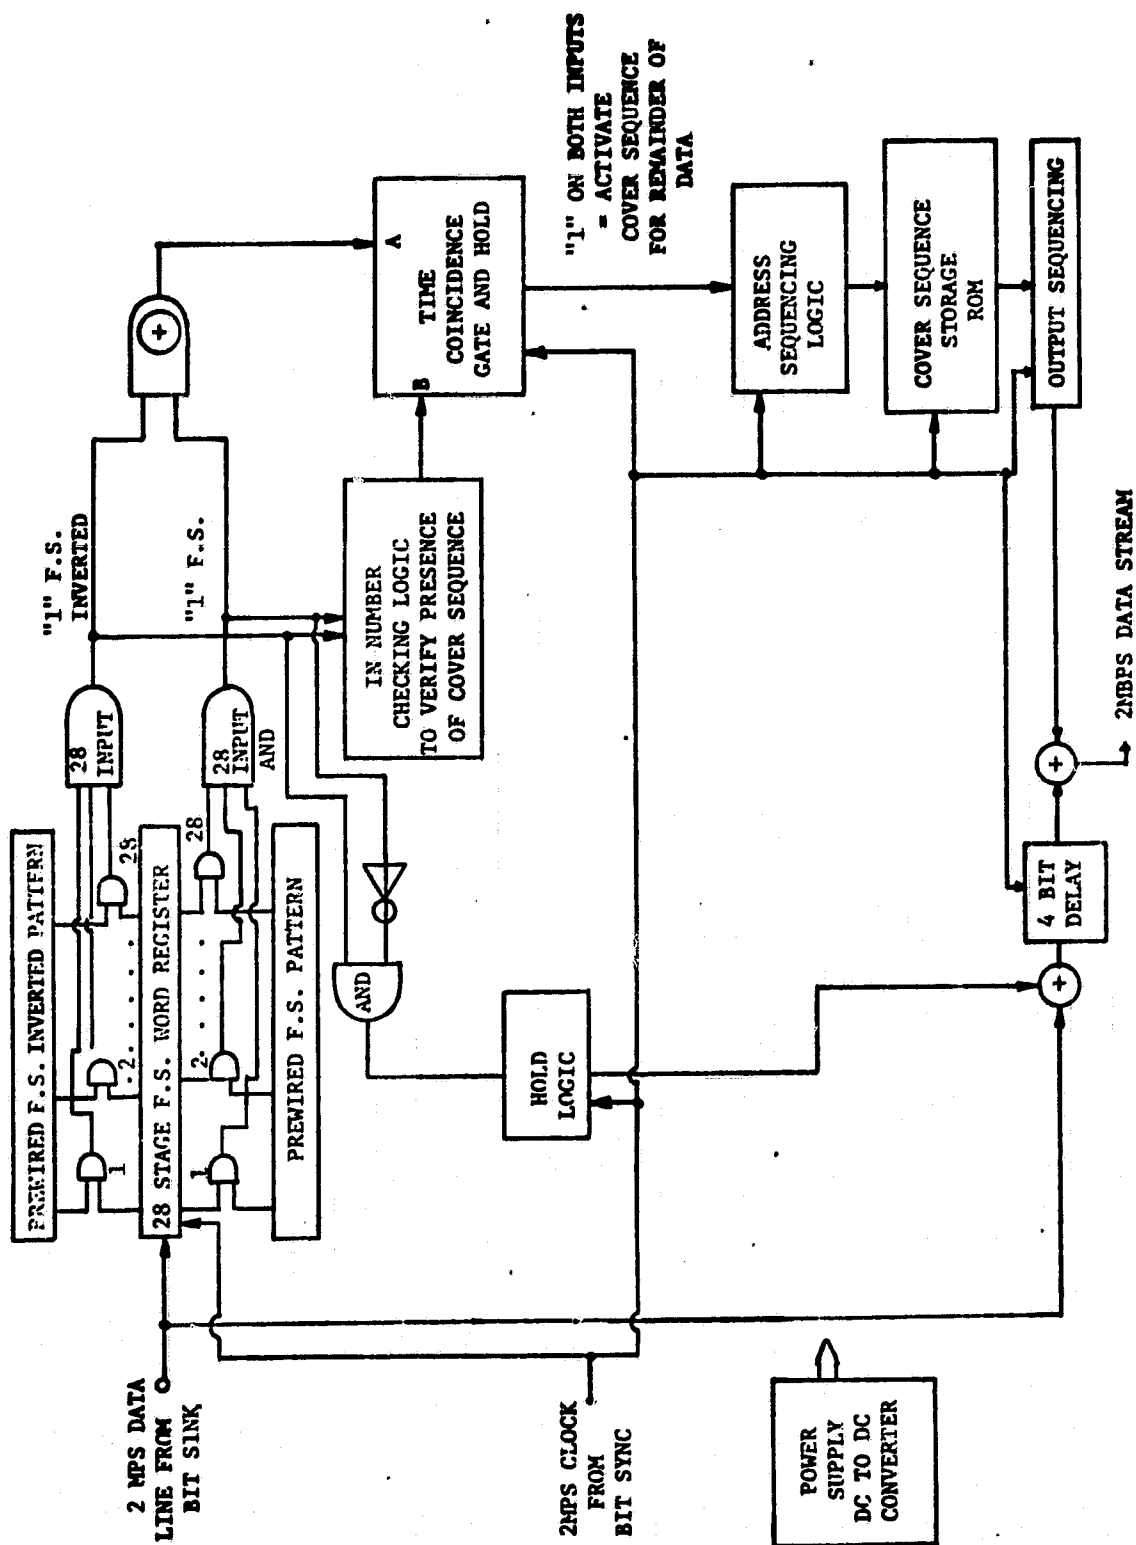 PREWIRED F.S. INVERTED PATTERN
1
2
28
28 STAGE F.S. WORD REGISTER
1
2
28
PREWIRED F.S. PATTERN
28
INPUT
28
INPUT
AND
"1" F.S.
INVERTED
"1" F.S.
+
2 MPS DATA
LINE FROM
BIT SINK
AND
IN NUMBER
CHECKING LOGIC
TO VERIFY PRESENCE
OF COVER SEQUENCE
A
B
TIME
COINCIDENCE
GATE AND HOLD
"1" ON BOTH INPUTS
= ACTIVATE
COVER SEQUENCE
FOR REMAINDER OF
DATA
2MPS CLOCK
FROM
BIT SYNC
HOLD
LOGIC
ADDRESS
SEQUENCING
LOGIC
COVER SEQUENCE
STORAGE
ROM
OUTPUT SEQUENCING
POWER
SUPPLY
DC TO DC
CONVERTER
+
4 BIT
DELAY
+
2MBPS DATA STREAM